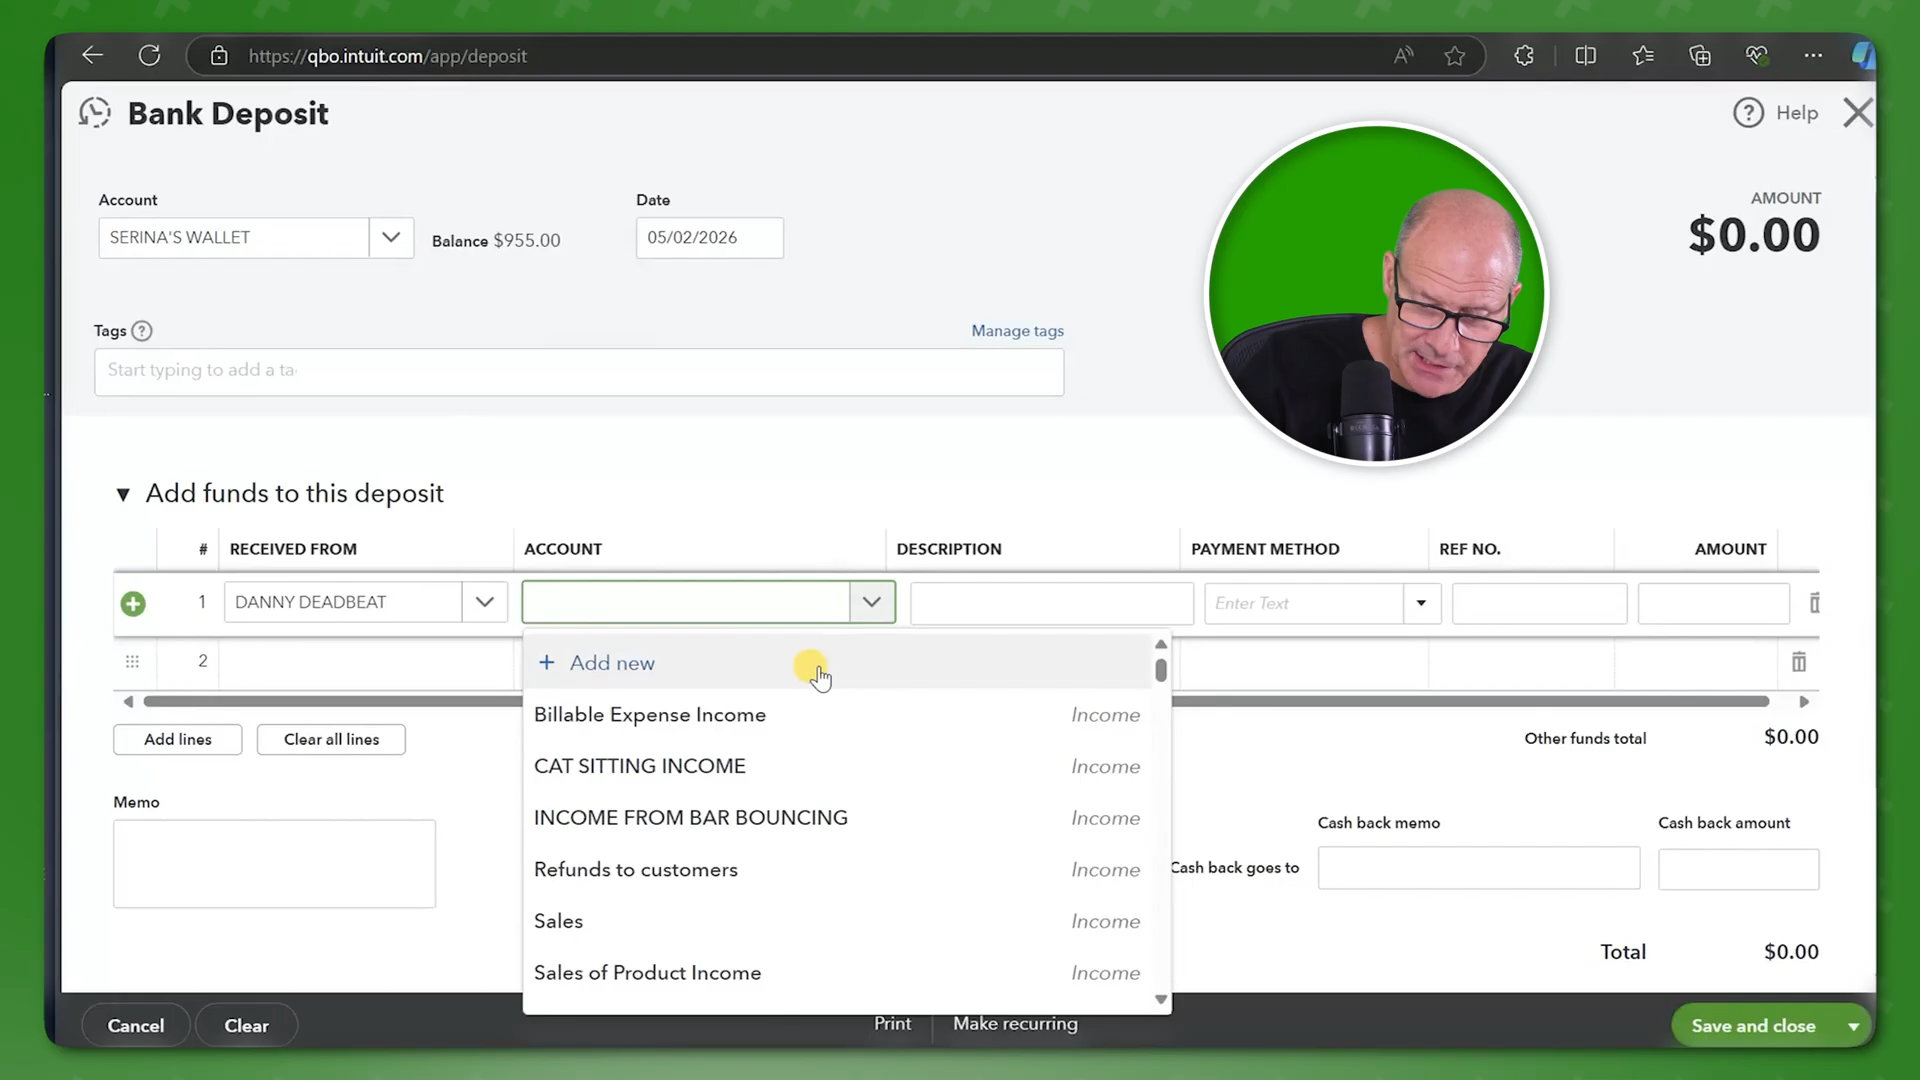 https://qbo.intuit.com/app/deposit
Bank Deposit
Help
Account
Date
AMOUNT
SERINA'S WALLET
Balance $955.00
05/02/2026
$0.00
Tags
Manage tags
Start typing to add a ta
Add funds to this deposit
# RECEIVED FROM ACCOUNT DESCRIPTION PAYMENT METHOD REF NO. AMOUNT
1 DANNY DEADBEAT Enter Text
2
+ Add new
Billable Expense Income Income
CAT SITTING INCOME Income
INCOME FROM BAR BOUNCING Income
Refunds to customers Income
Sales Income
Sales of Product Income Income
Add lines
Clear all lines
Other funds total $0.00
Memo
Cash back memo
Cash back amount
Cash back goes to
Total $0.00
Cancel
Clear
Print
Make recurring
Save and close